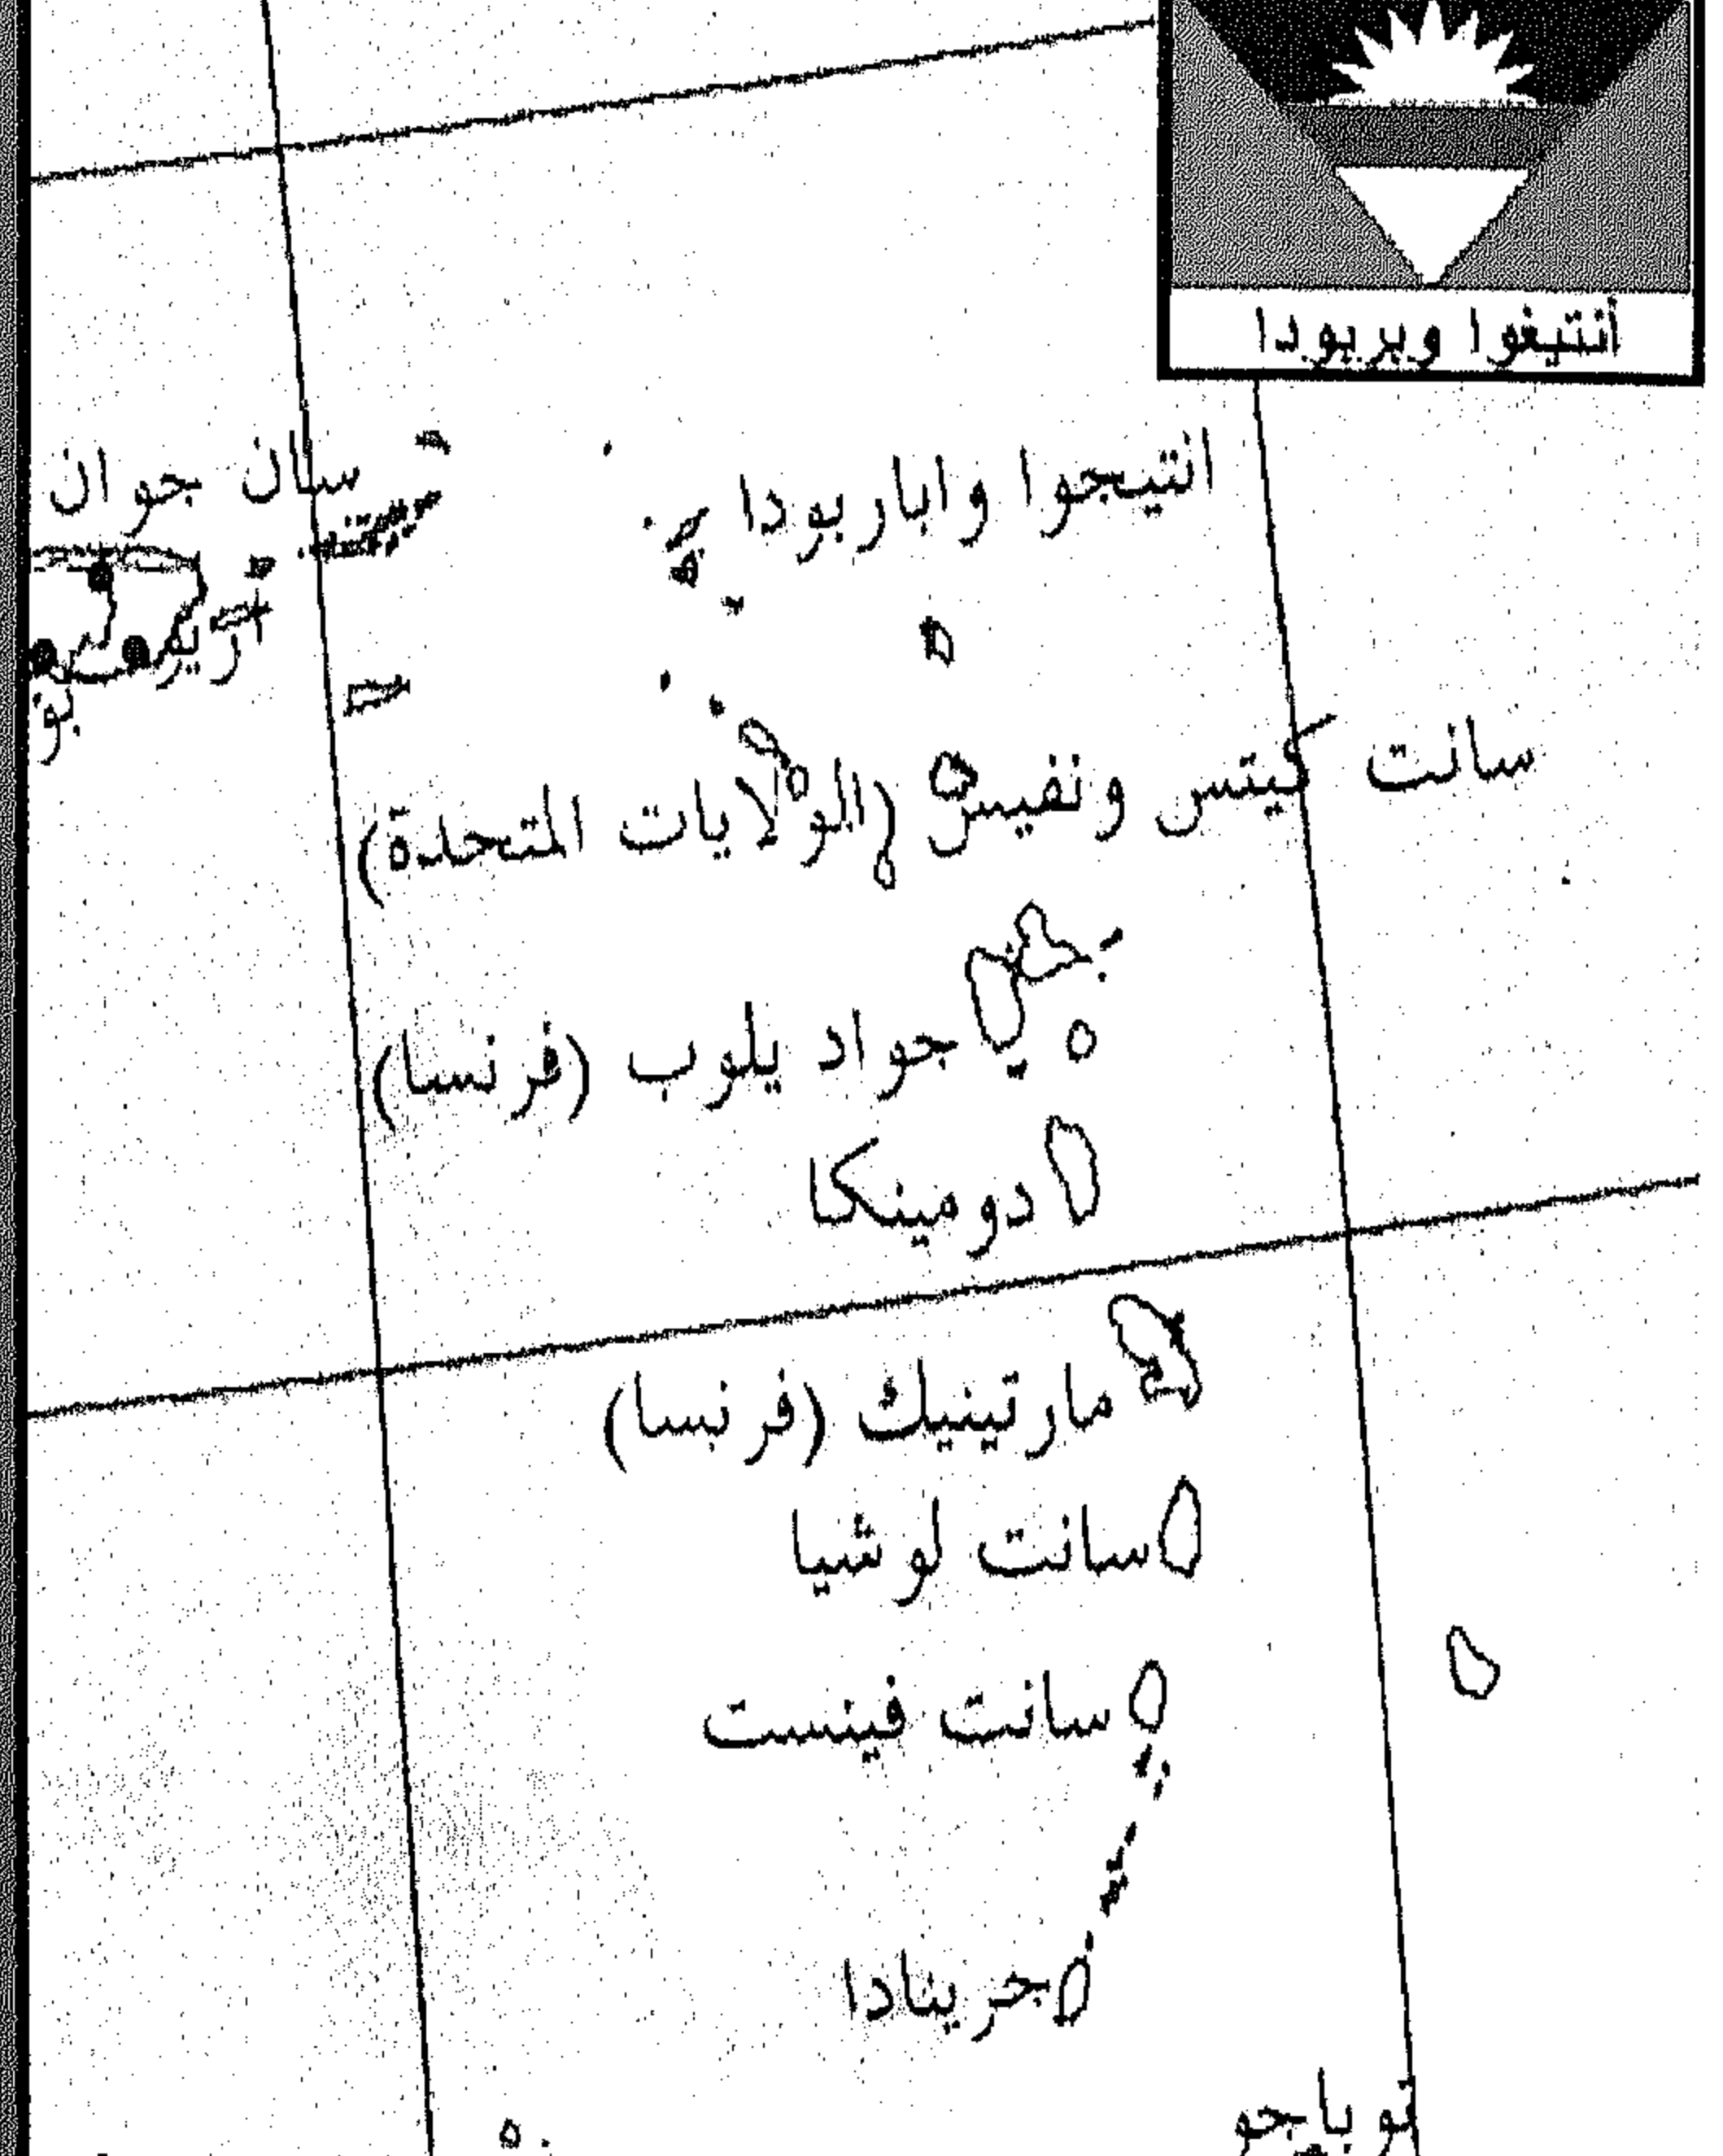 أنتيغوا وبربودا
سان جوان
انتيجوا واباربودا
سانت كيتس ونفيس (الولايات المتحدة)
جواد يلوب (فرنسا)
دومينكا
مارتينيك (فرنسا)
سانت لوشيا
سانت فينست
جرينادا
توباجو